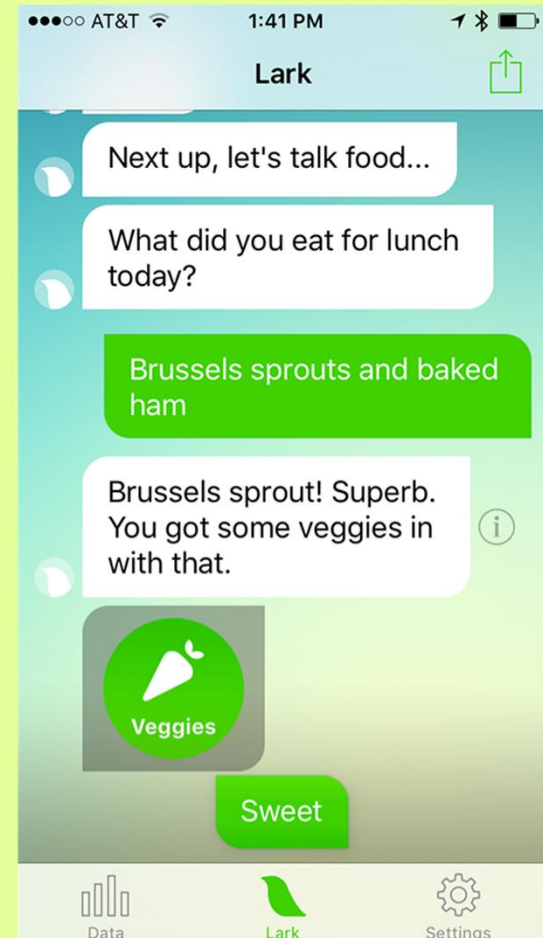 AT&T 1:41 PM
Lark
Next up, let's talk food...
What did you eat for lunch
today?
Brussels sprouts and baked
ham
Brussels sprout! Superb.
You got some veggies in
with that.
i
Veggies
Sweet
Data Lark Settings